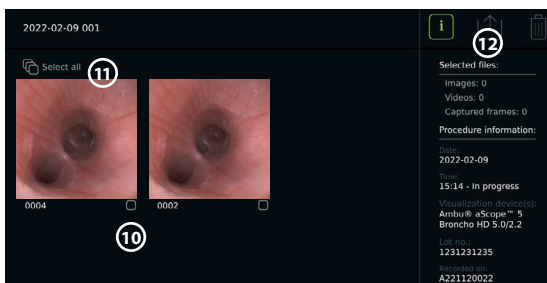 2022-02-09 001
i
12
Select all
11
0004
0002
10
Selected files:
Images: 0
Videos: 0
Captured frames: 0
Procedure information:
Date:
2022-02-09
Time:
15:14 - In progress
Visualization device(s):
Ambu® aScope™ 5
Broncho HD 5.0/2.2
Lot no.:
1231231235
Recorded on:
A221120022